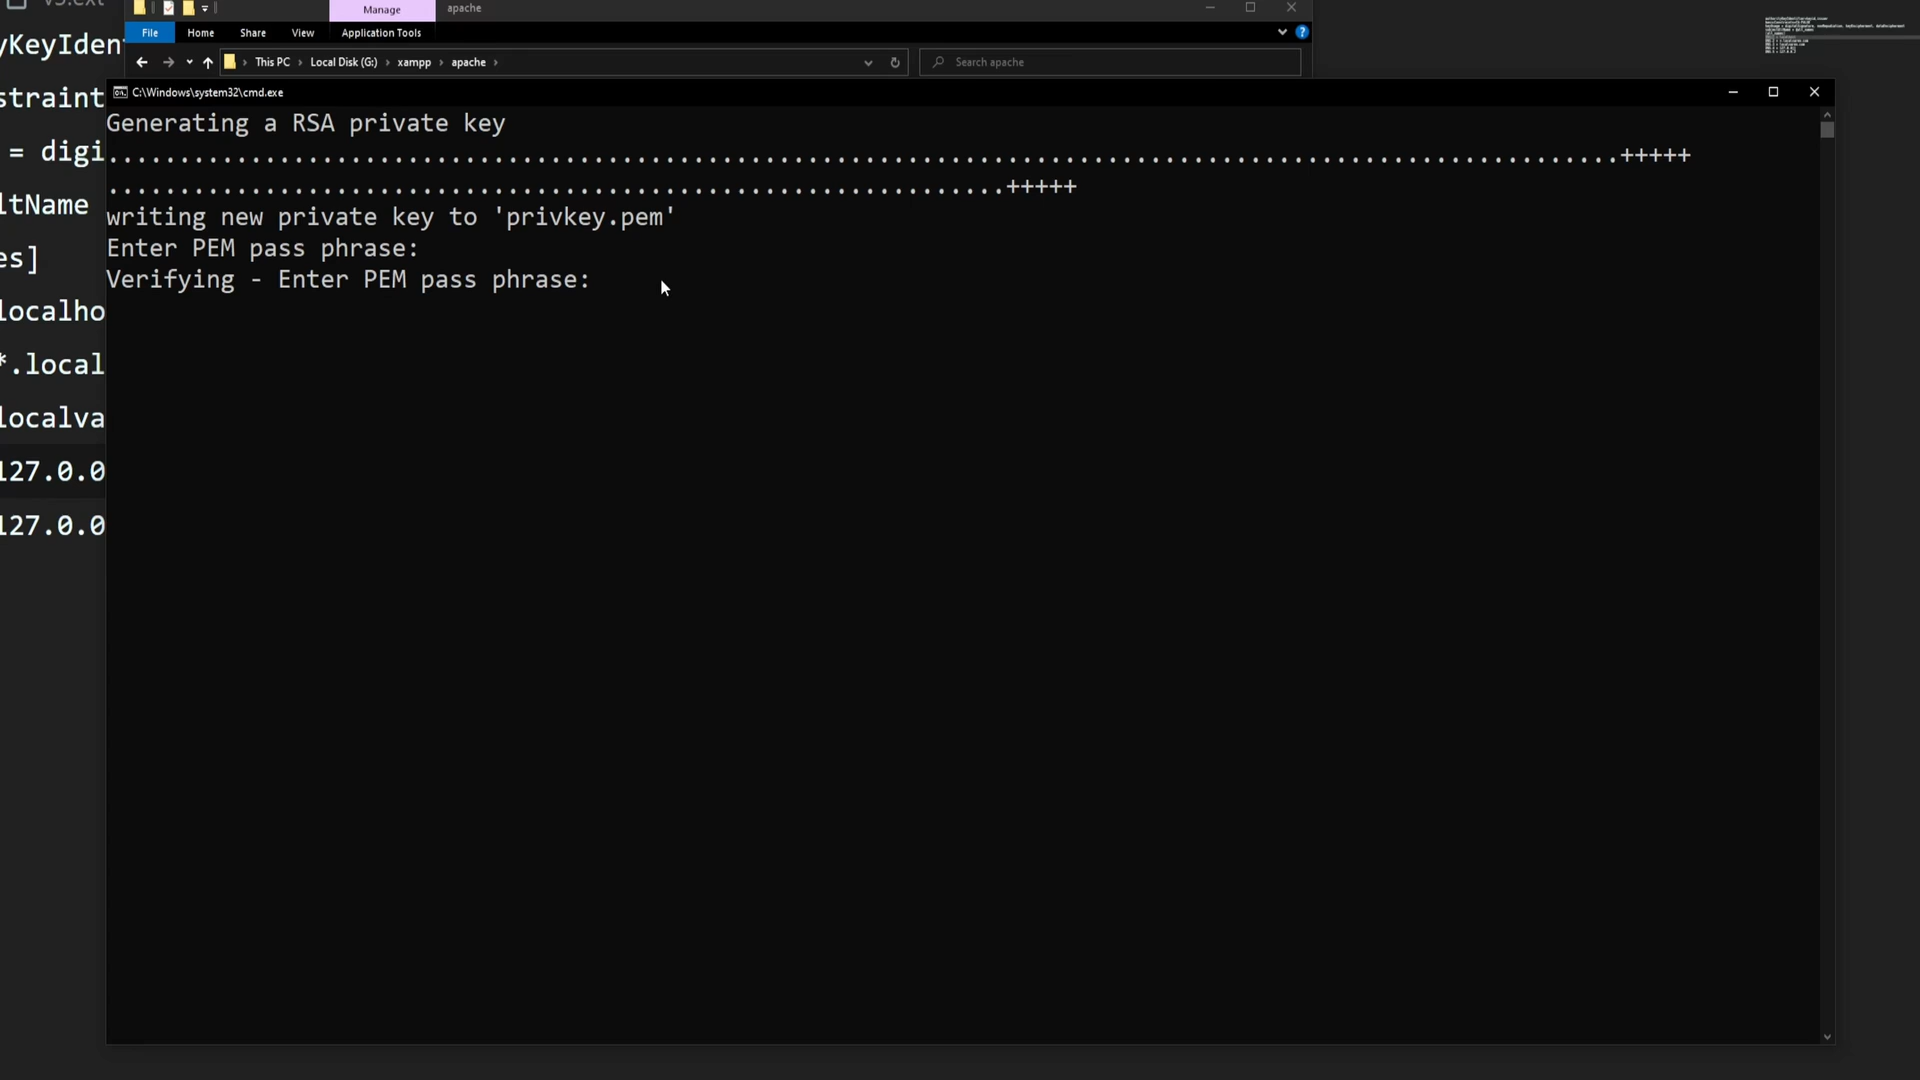 v3.ext
Manage
apache
File
Home
Share
View
Application Tools
This PC
Local Disk (G:)
xampp
apache
Search apache
C:\Windows\system32\cmd.exe
Generating a RSA private key
.........................................................................................................+++++
...............................................................+++++
writing new private key to 'privkey.pem'
Enter PEM pass phrase:
Verifying - Enter PEM pass phrase:
yKeyIden
straint
= digi
ltName
es]
localho
*.local
localva
127.0.0
127.0.0